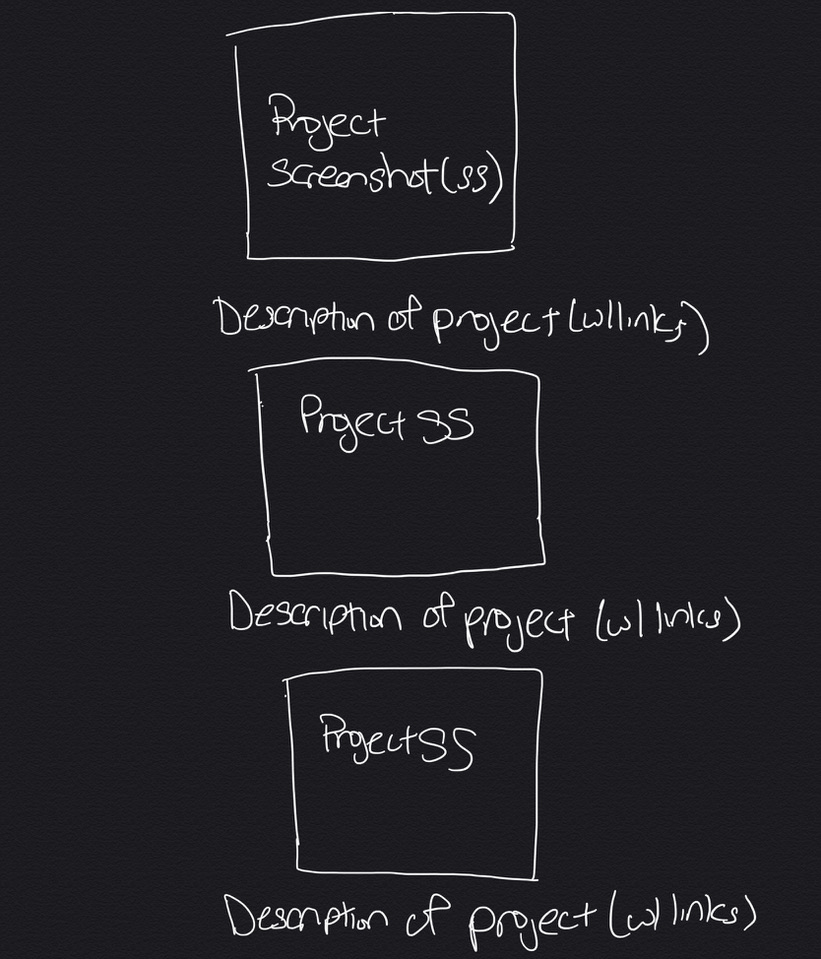 Project
Screenshot (ss)
Description of project (w/links)
Project SS
Description of project (w/ links)
Project SS
Description of project (w/ links)